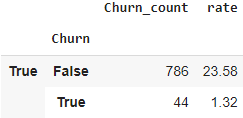 Churn_count rate
Churn
True False 786 23.58
True 44 1.32